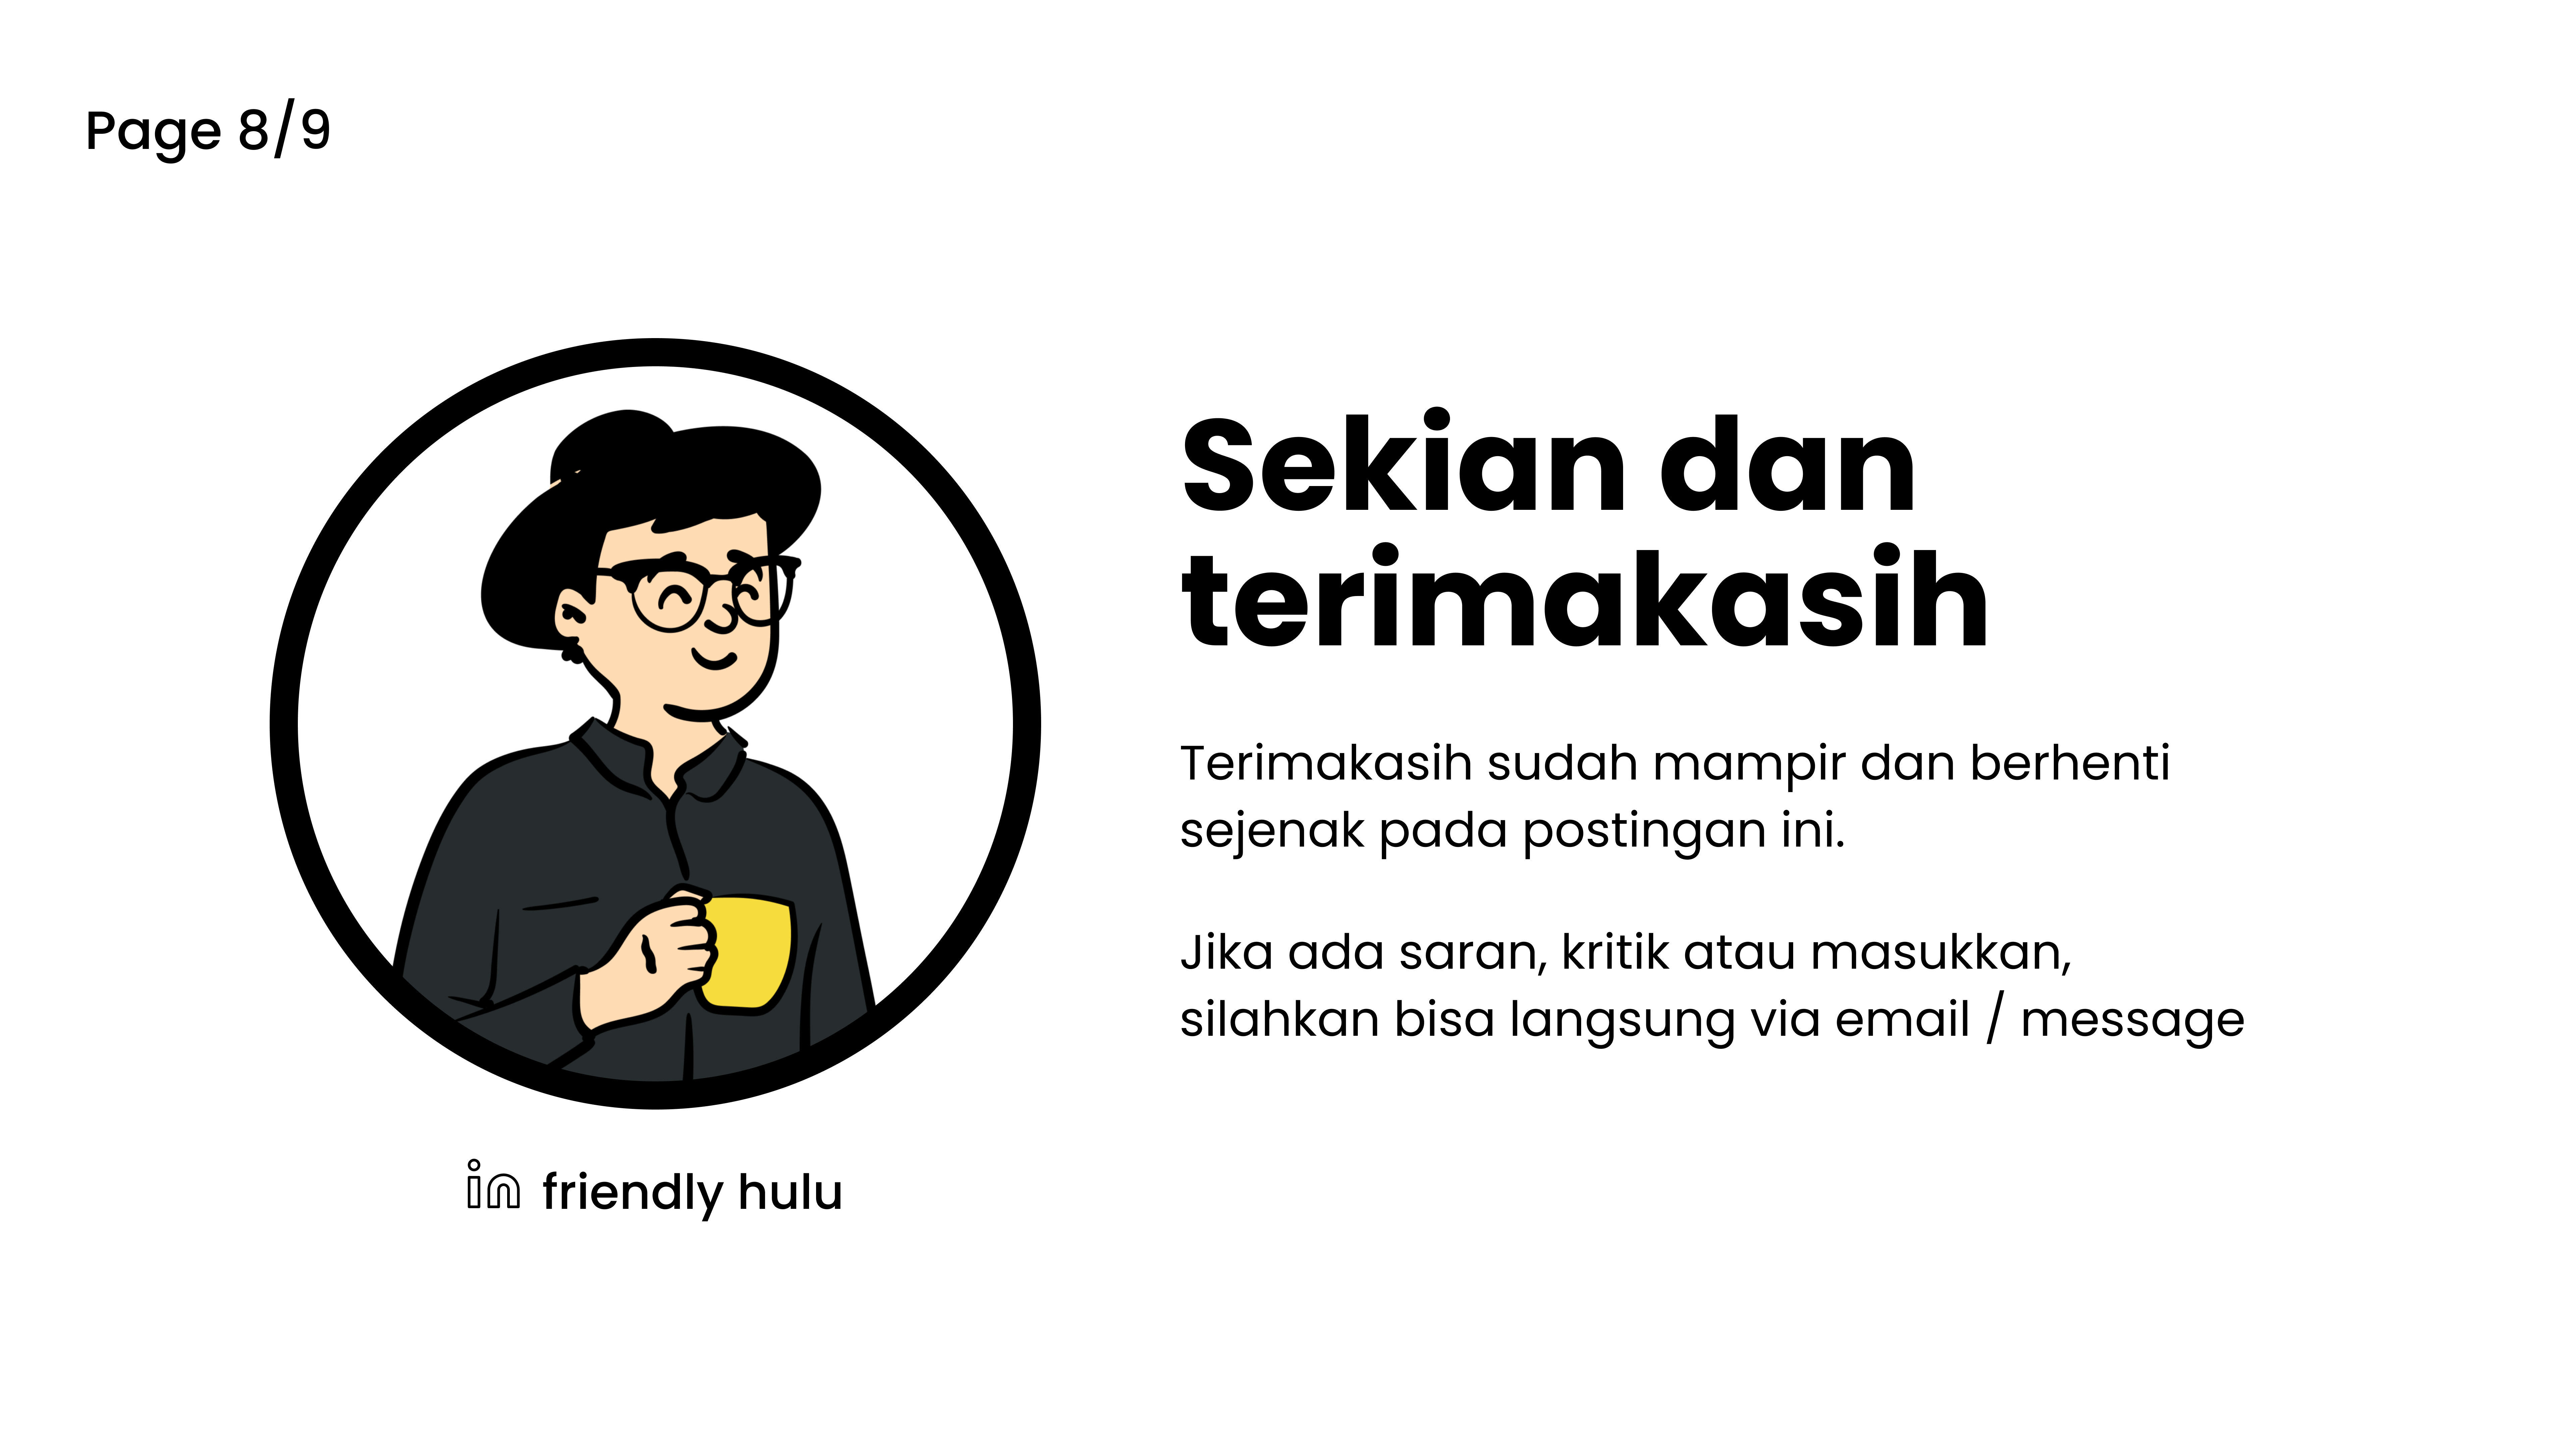 Page 8/9
Sekian dan
terimakasih
Terimakasih sudah mampir dan berhenti
sejenak pada postingan ini.
Jika ada saran, kritik atau masukkan,
silahkan bisa langsung via email / message
in friendly hulu